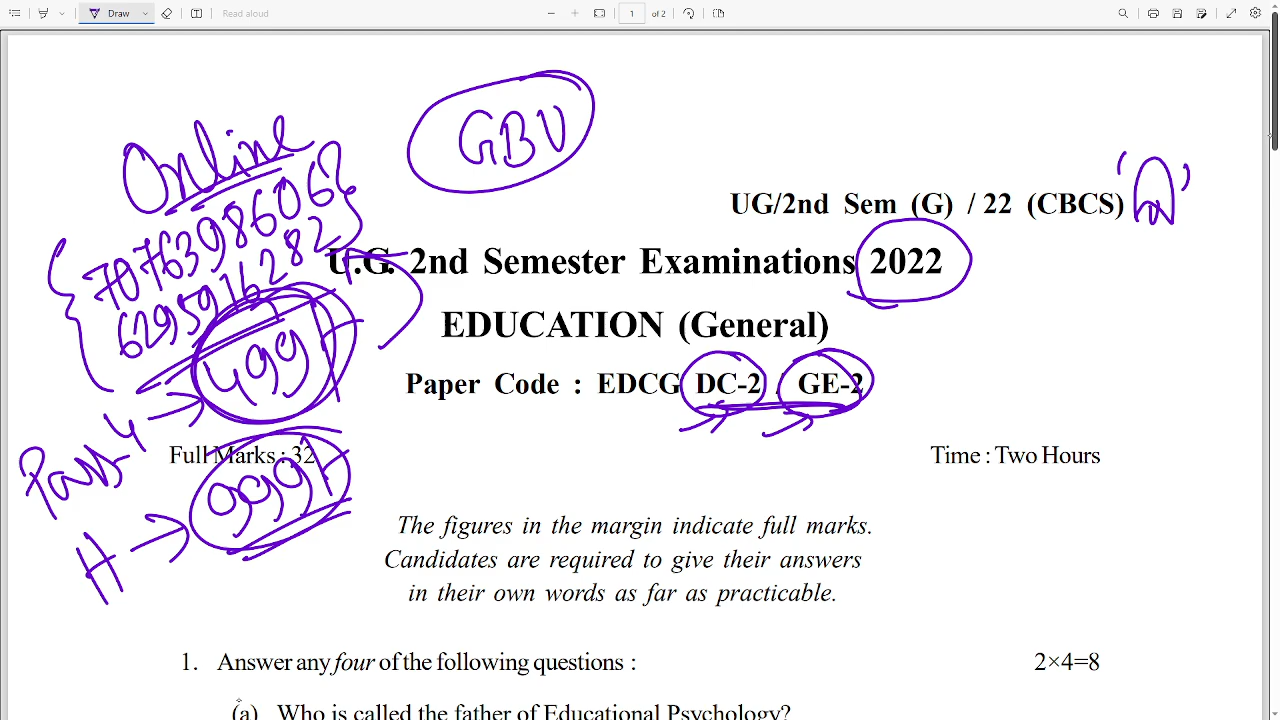 Draw
Read aloud
1 of 2
GBU
Online
7076398606
6295916282
499
Pass-4
999
H
UG/2nd Sem (G) / 22 (CBCS)
U.G. 2nd Semester Examinations 2022
EDUCATION (General)
Paper Code : EDCG DC-2 GE-2
Full Marks : 32 Time : Two Hours
The figures in the margin indicate full marks.
Candidates are required to give their answers
in their own words as far as practicable.
1. Answer any four of the following questions : 2×4=8
(a) Who is called the father of Educational Psychology?